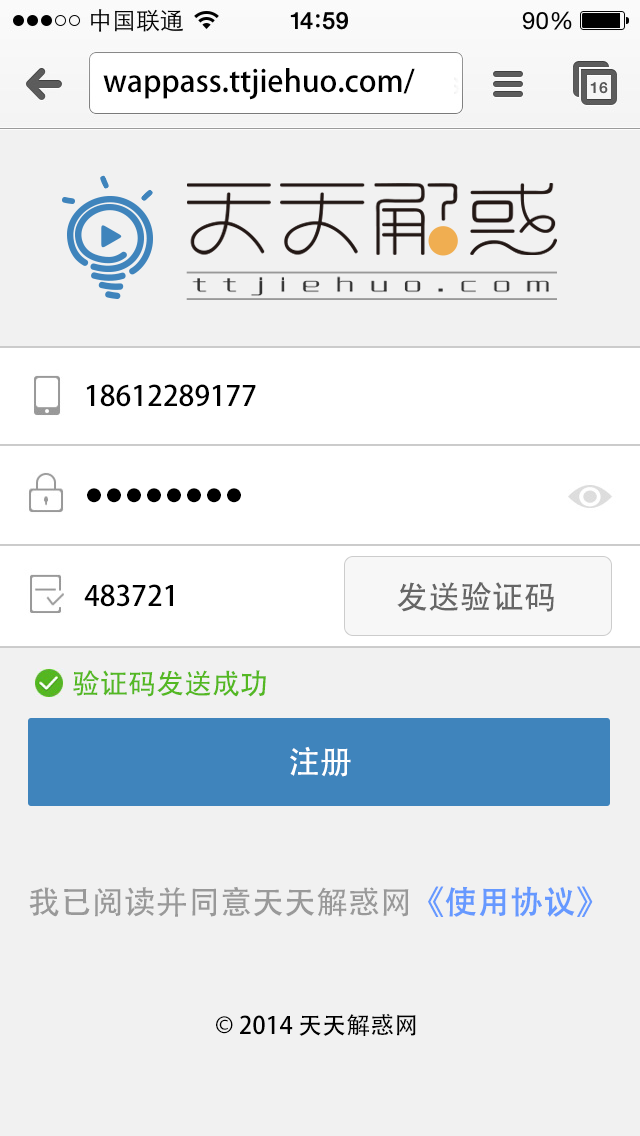 中国联通 14:59 90%
wappass.ttjiehuo.com/
16
天天解惑
ttjiehuo.com
18612289177
••••••••
483721 发送验证码
验证码发送成功
注册
我已阅读并同意天天解惑网《使用协议》
© 2014 天天解惑网